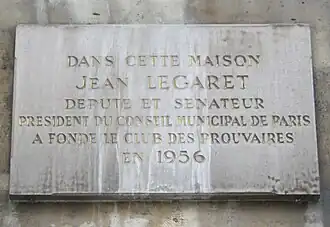 DANS CETTE MAISON
JEAN LEGARET
DEPUTE ET SENATEUR
PRESIDENT DU CONSEIL MUNICIPAL DE PARIS
A FONDE LE CLUB DES PROUVAIRES
EN 1956